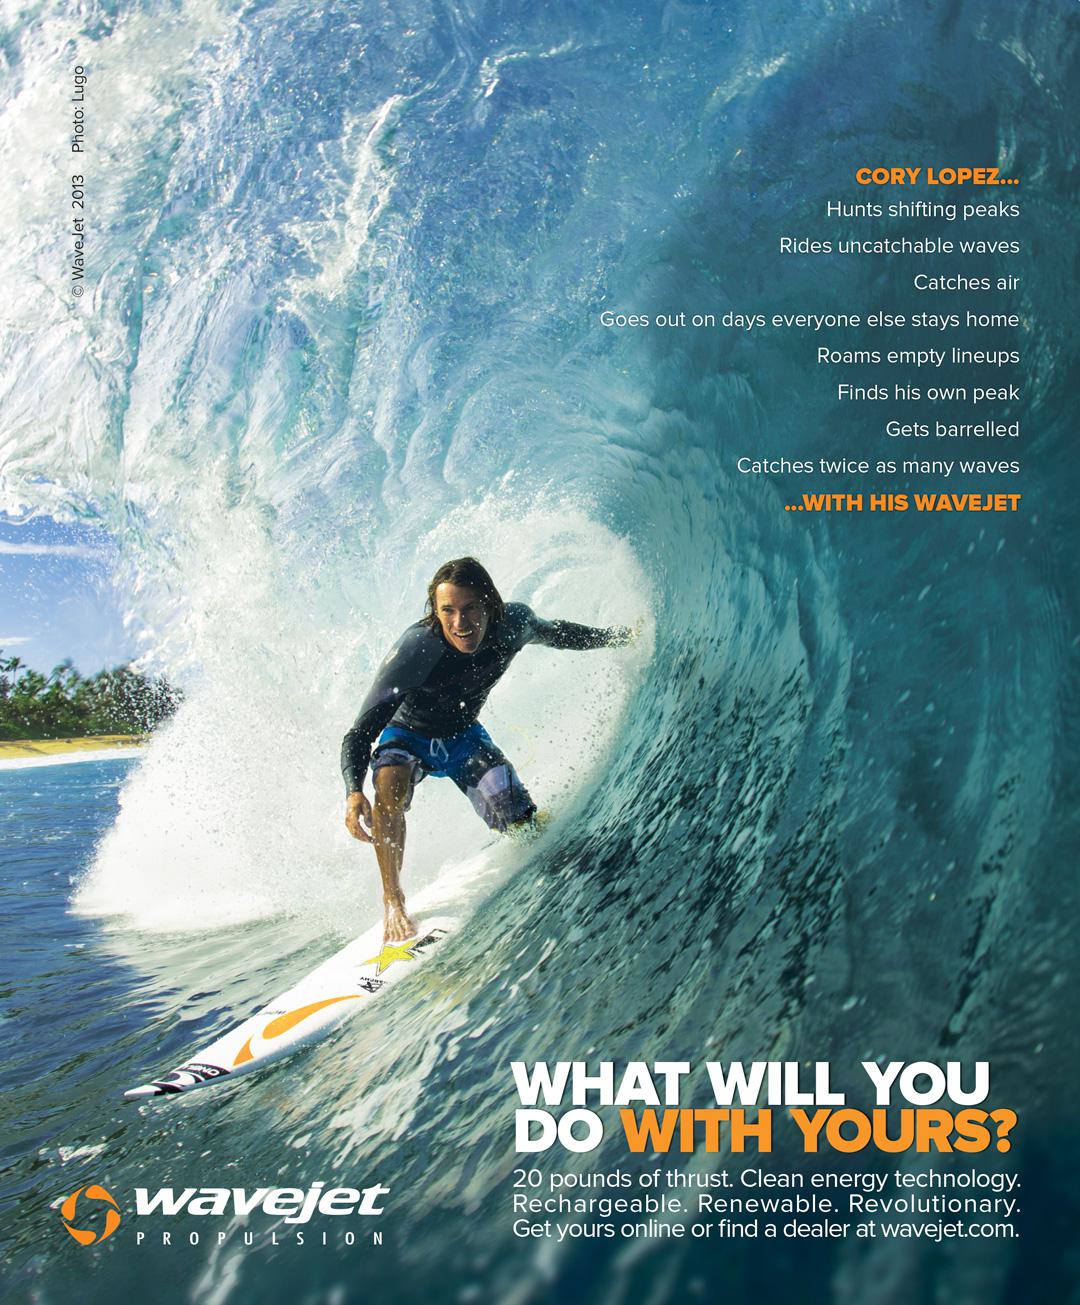 © WaveJet 2013 Photo: Lugo
CORY LOPEZ...
Hunts shifting peaks
Rides uncatchable waves
Catches air
Goes out on days everyone else stays home
Roams empty lineups
Finds his own peak
Gets barrelled
Catches twice as many waves
...WITH HIS WAVEJET
WHAT WILL YOU
DO WITH YOURS?
20 pounds of thrust. Clean energy technology.
Rechargeable. Renewable. Revolutionary.
Get yours online or find a dealer at wavejet.com.
wavejet
PROPULSION